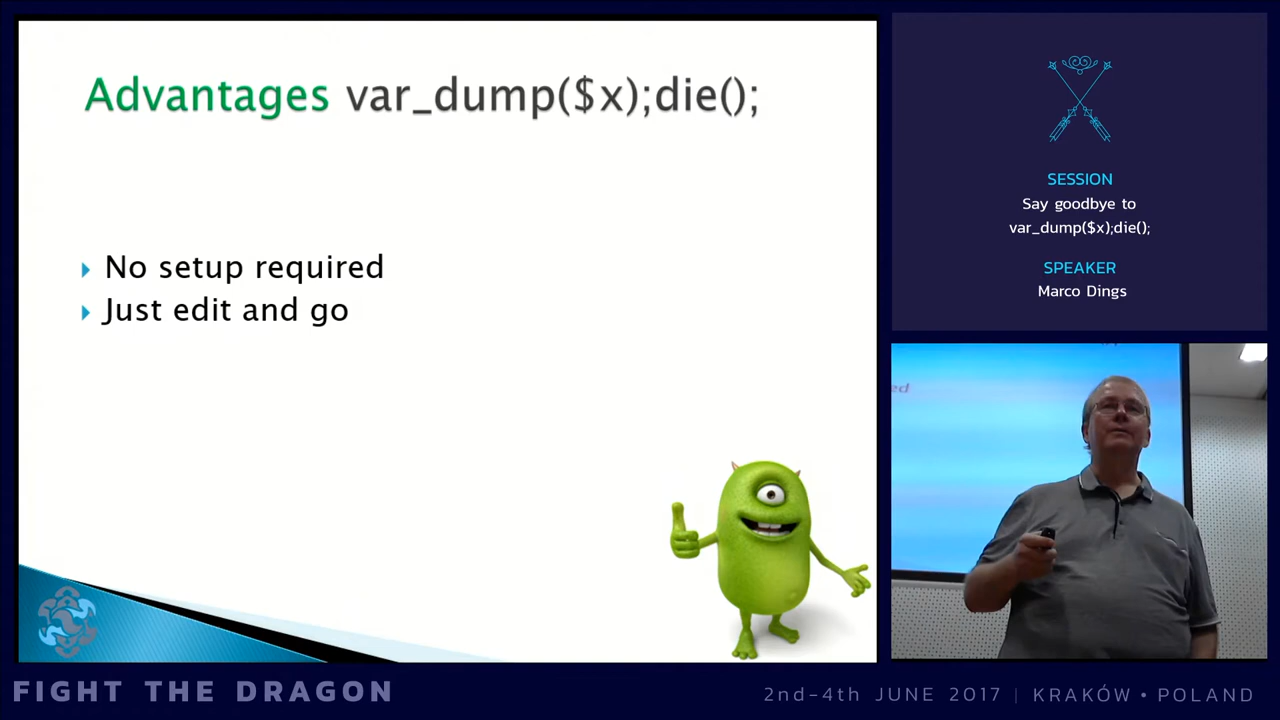 Advantages var_dump($x);die();
No setup required
Just edit and go
SESSION
Say goodbye to
var_dump($x);die();
SPEAKER
Marco Dings
FIGHT THE DRAGON
2nd-4th JUNE 2017 | KRAKÓW • POLAND